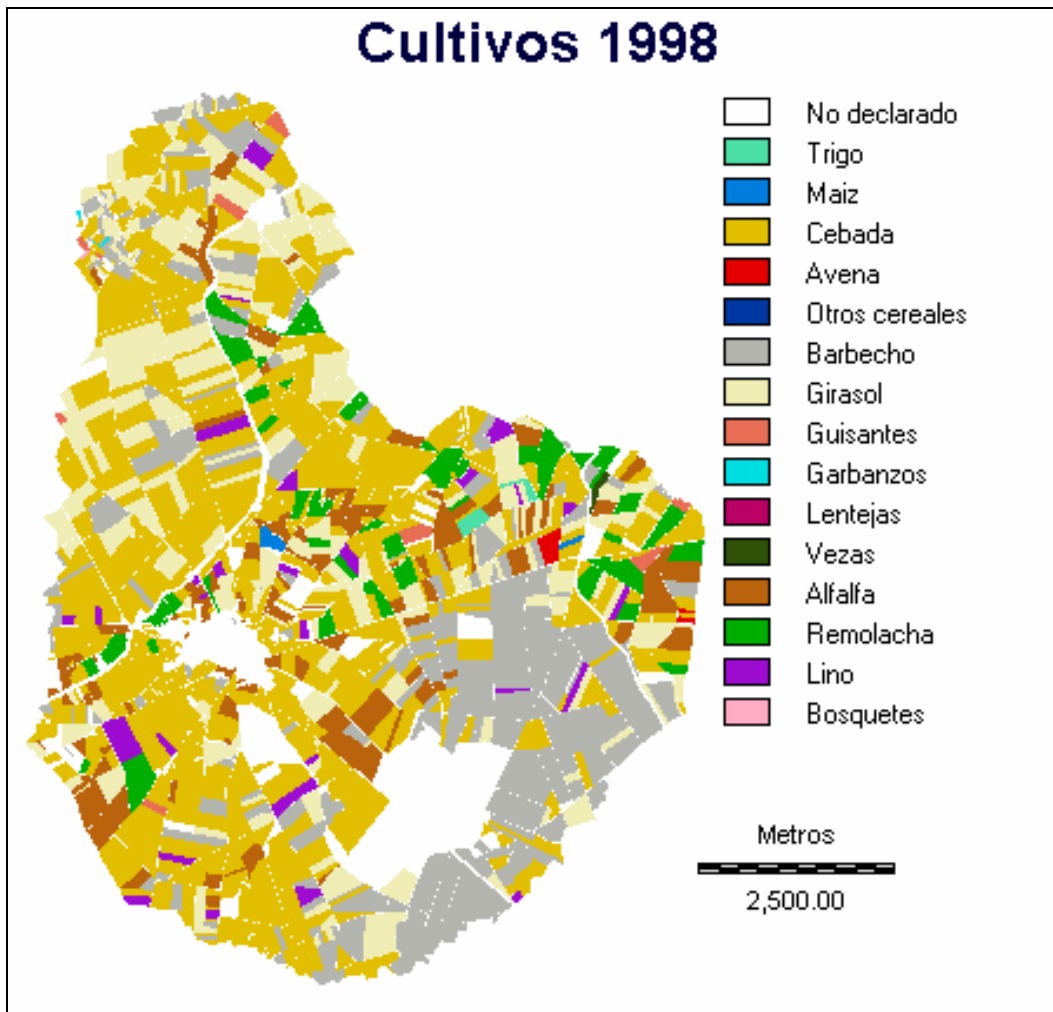 Cultivos 1998
No declarado
Trigo
Maiz
Cebada
Avena
Otros cereales
Barbecho
Girasol
Guisantes
Garbanzos
Lentejas
Vezas
Alfalfa
Remolacha
Lino
Bosquetes
Metros
2,500.00